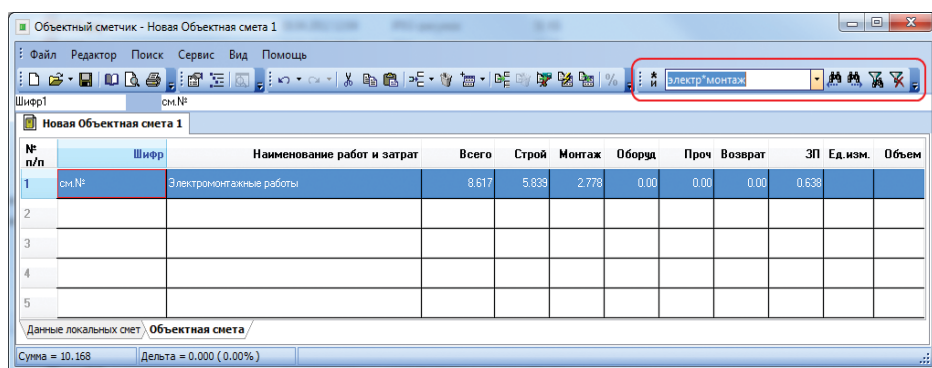 Объектный сметчик - Новая Объектная смета 1
Файл Редактор Поиск Сервис Вид Помощь
% * И электр*монтаж
Шифр1 см.№
Новая Объектная смета 1
№ п/п Шифр Наименование работ и затрат Всего Строй Монтаж Оборуд Проч Возврат ЗП Ед.изм. Объем
1 см.№ Электромонтажные работы 8.617 5.839 2.778 0.00 0.00 0.00 0.638
2
3
4
5
Данные локальных смет Объектная смета
Сумма = 10.168 Дельта = 0.000 ( 0.00% )